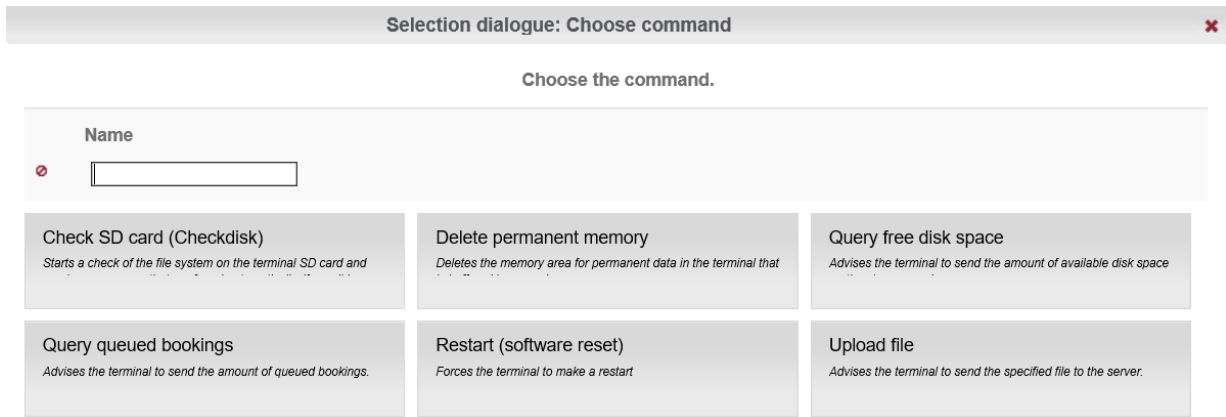 Selection dialogue: Choose command
Choose the command.
Name
Check SD card (Checkdisk)
Starts a check of the file system on the terminal SD card and
Delete permanent memory
Deletes the memory area for permanent data in the terminal that
Query free disk space
Advises the terminal to send the amount of available disk space
Query queued bookings
Advises the terminal to send the amount of queued bookings.
Restart (software reset)
Forces the terminal to make a restart
Upload file
Advises the terminal to send the specified file to the server.